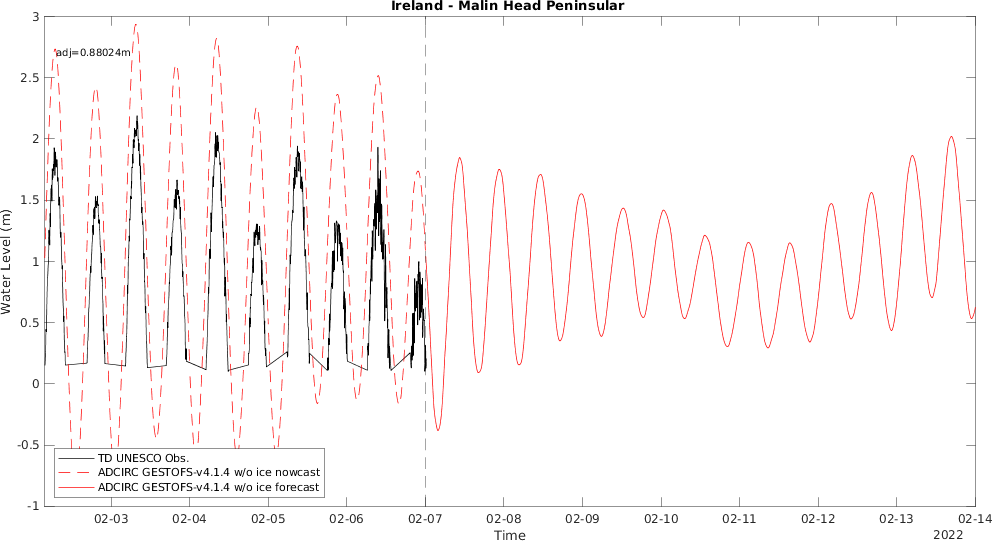 Ireland - Malin Head Peninsular
adj=0.88024m
Water Level (m)
3
2.5
2
1.5
1
0.5
0
-0.5
-1
TD UNESCO Obs.
ADCIRC GESTOFS-v4.1.4 w/o ice nowcast
ADCIRC GESTOFS-v4.1.4 w/o ice forecast
02-03 02-04 02-05 02-06 02-07 02-08 02-09 02-10 02-11 02-12 02-13 02-14
Time
2022